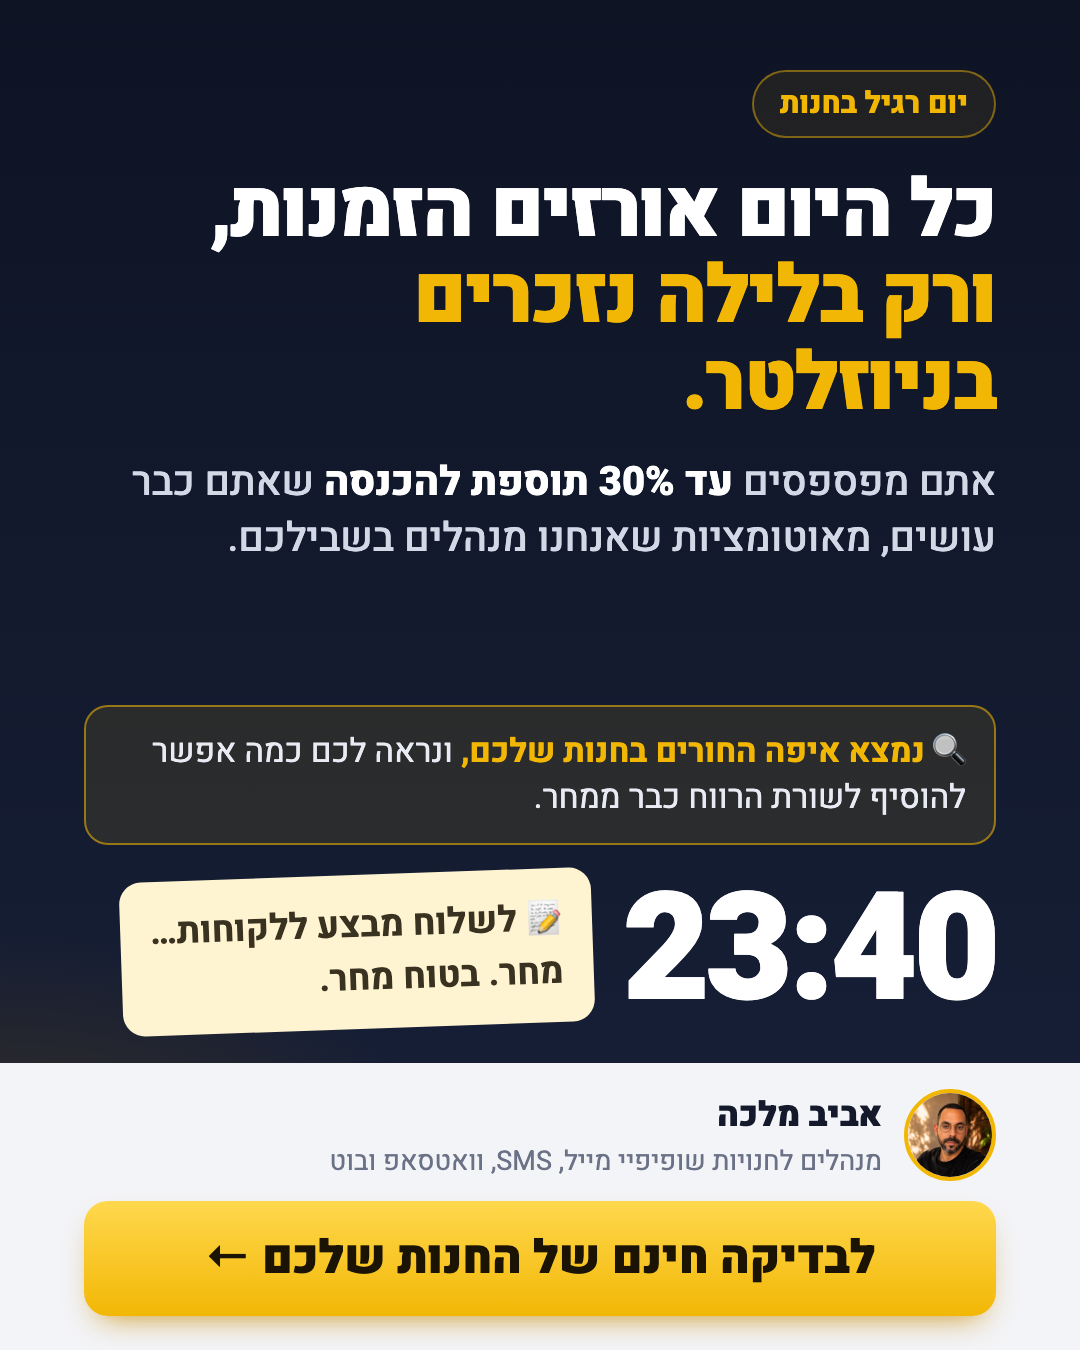 יום רגיל בחנות
כל היום אורזים הזמנות,
ורק בלילה נזכרים
בניוזלטר.
אתם מפספסים עד 30% תוספת להכנסה שאתם כבר
עושים, מאוטומציות שאנחנו מנהלים בשבילכם.
🔍 נמצא איפה החורים בחנות שלכם, ונראה לכם כמה אפשר
להוסיף לשורת הרווח כבר ממחר.
23:40
📝 לשלוח מבצע ללקוחות...
מחר. בטוח מחר.
אביב מלכה
מנהלים לחנויות שופיפיי מייל, SMS, וואטסאפ ובוט
לבדיקה חינם של החנות שלכם ←